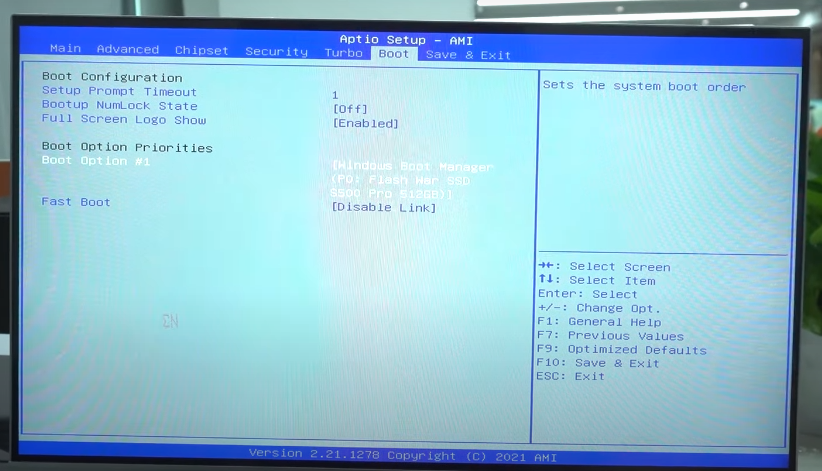 Aptio Setup - AMI
Main Advanced Chipset Security Turbo Boot Save & Exit
Boot Configuration
Setup Prompt Timeout 1
Bootup NumLock State [Off]
Full Screen Logo Show [Enabled]
Boot Option Priorities
Boot Option #1 [Windows Boot Manager
(P0: Flash
SSD
Pro 512GB)]
Fast Boot [Disable Link]
Sets the system boot order
→←: Select Screen
↑↓: Select Item
Enter: Select
+/-: Change Opt.
F1: General Help
F7: Previous Values
F9: Optimized Defaults
F10: Save & Exit
ESC: Exit
Version 2.21.1278 Copyright (C) 2021 AMI